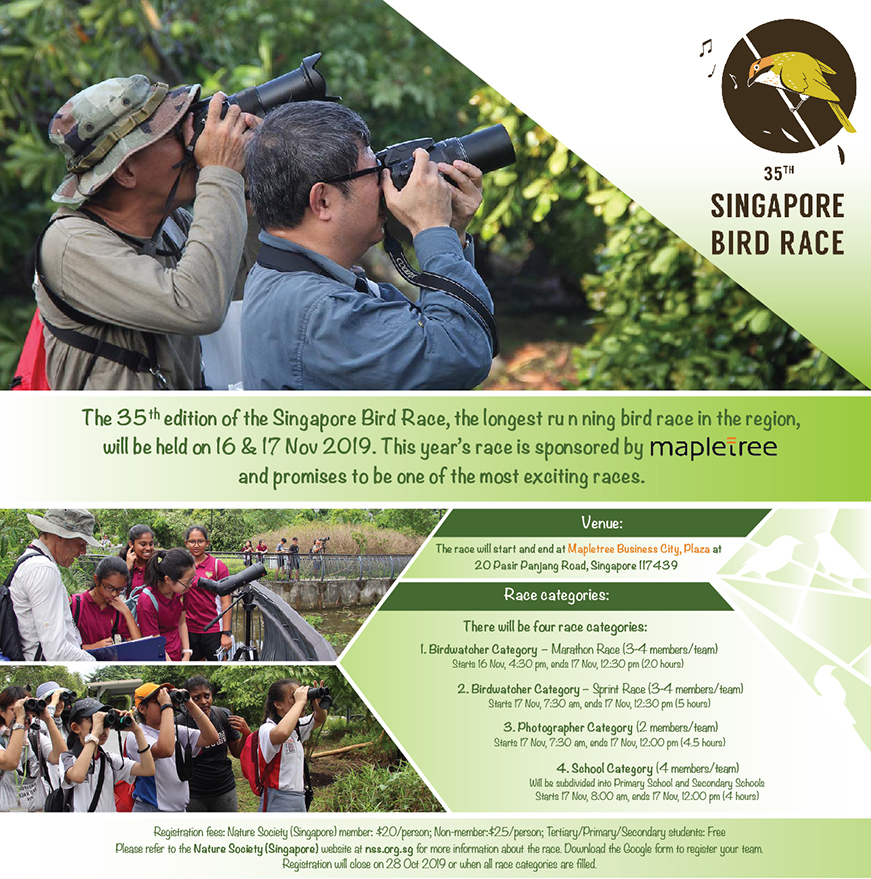 35TH
SINGAPORE
BIRD RACE
The 35th edition of the Singapore Bird Race, the longest ru n ning bird race in the region,
will be held on 16 & 17 Nov 2019. This year's race is sponsored by mapletree
and promises to be one of the most exciting races.
Venue:
The race will start and end at Mapletree Business City, Plaza at
20 Pasir Panjang Road, Singapore 117439
Race categories:
There will be four race categories:
1. Birdwatcher Category – Marathon Race (3-4 members/team)
Starts 16 Nov, 4:30 pm, ends 17 Nov, 12:30 pm (20 hours)
2. Birdwatcher Category – Sprint Race (3-4 members/team)
Starts 17 Nov, 7:30 am, ends 17 Nov, 12:30 pm (5 hours)
3. Photographer Category (2 members/team)
Starts 17 Nov, 7:30 am, ends 17 Nov, 12:00 pm (4.5 hours)
4. School Category (4 members/team)
Will be subdivided into Primary School and Secondary Schools
Starts 17 Nov, 8:00 am, ends 17 Nov, 12:00 pm (4 hours)
Registration fees: Nature Society (Singapore) member: $20/person; Non-member:$25/person; Tertiary/Primary/Secondary students: Free
Please refer to the Nature Society (Singapore) website at nss.org.sg for more information about the race. Download the Google form to register your team.
Registration will close on 28 Oct 2019 or when all race categories are filled.